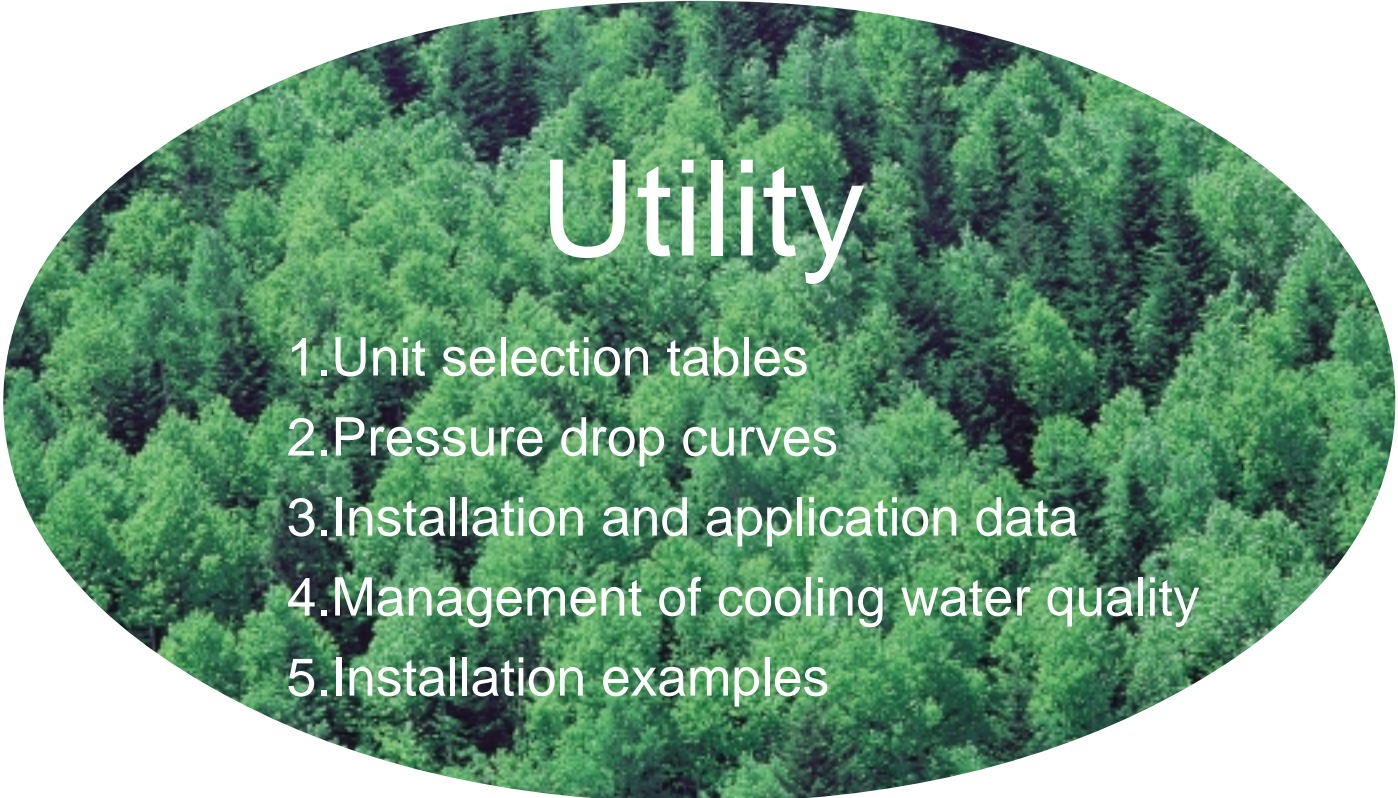 Utility
1.Unit selection tables
2.Pressure drop curves
3.Installation and application data
4.Management of cooling water quality
5.Installation examples